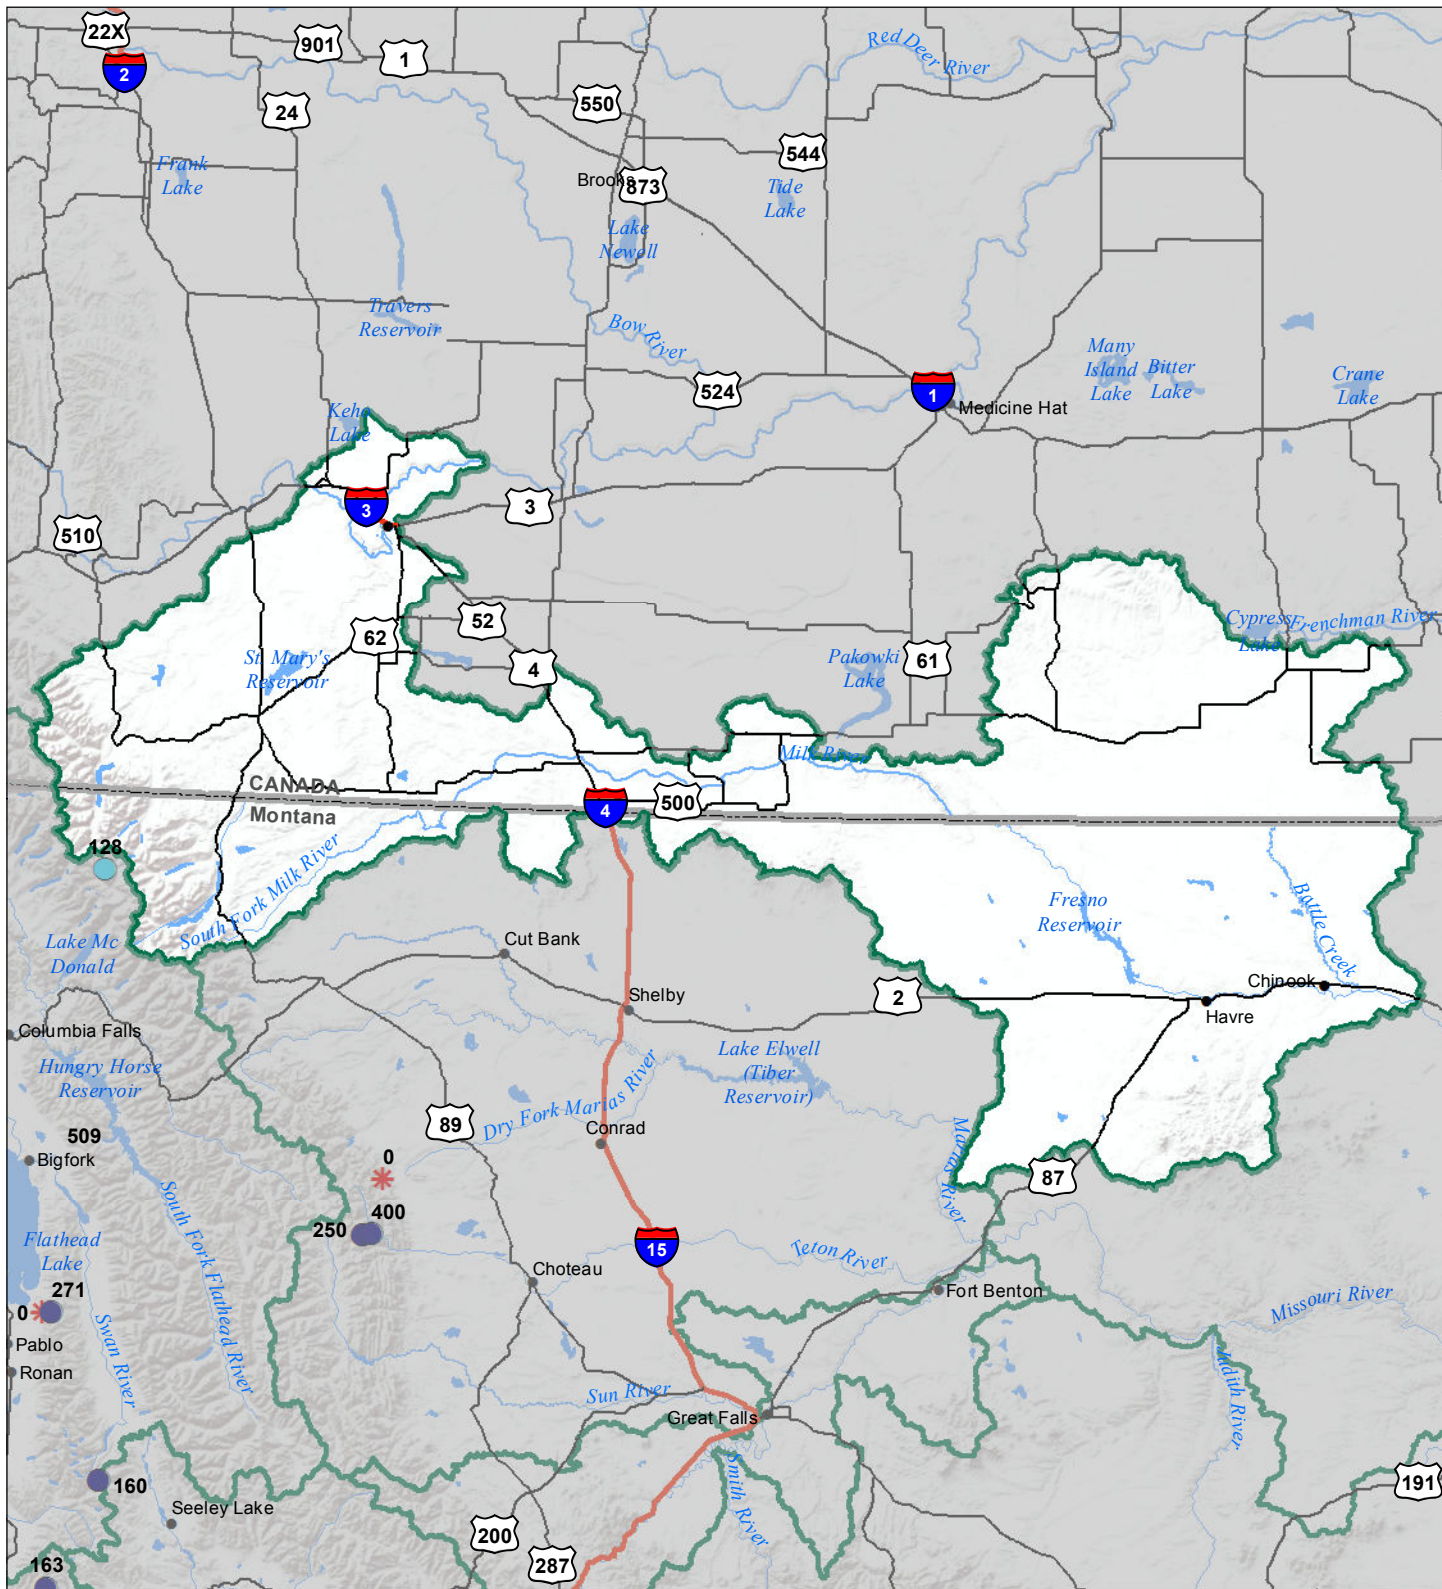 22X
901
1
2
24
550
544
Red Deer River
Frank
Lake
Brooks
873
Tide
Lake
Lake
Newell
Travers
Reservoir
Bow River
524
1
Medicine Hat
Many
Island
Lake
Bitter
Lake
Crane
Lake
Keho
Lake
3
3
510
52
62
4
St. Mary's
Reservoir
Pakowki
Lake
61
Cypress
Lake
Frenchman River
Milk River
CANADA
Montana
4
500
128
South Fork Milk River
Lake Mc
Donald
Cut Bank
Fresno
Reservoir
Battle Creek
Shelby
2
Chinook
Havre
Columbia Falls
Hungry Horse
Reservoir
Lake Elwell
(Tiber
Reservoir)
Dry Fork Marias River
89
Conrad
509
Bigfork
0
Marias River
87
South Fork Flathead River
400
250
15
Flathead
Lake
Teton River
Choteau
271
0
Fort Benton
Missouri River
Swan River
Pablo
Ronan
Judith River
Sun River
Great Falls
Smith River
160
Seeley Lake
191
200
287
163